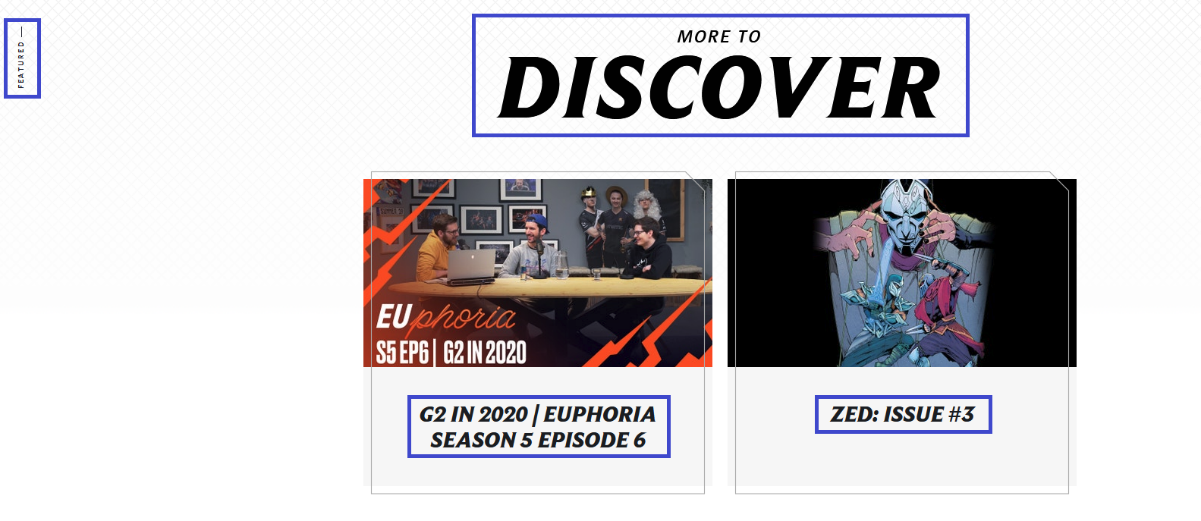 FEATURED —
MORE TO
DISCOVER
EUphoria
S5 EP6 | G2 IN 2020
G2 IN 2020 | EUPHORIA
SEASON 5 EPISODE 6
ZED: ISSUE #3